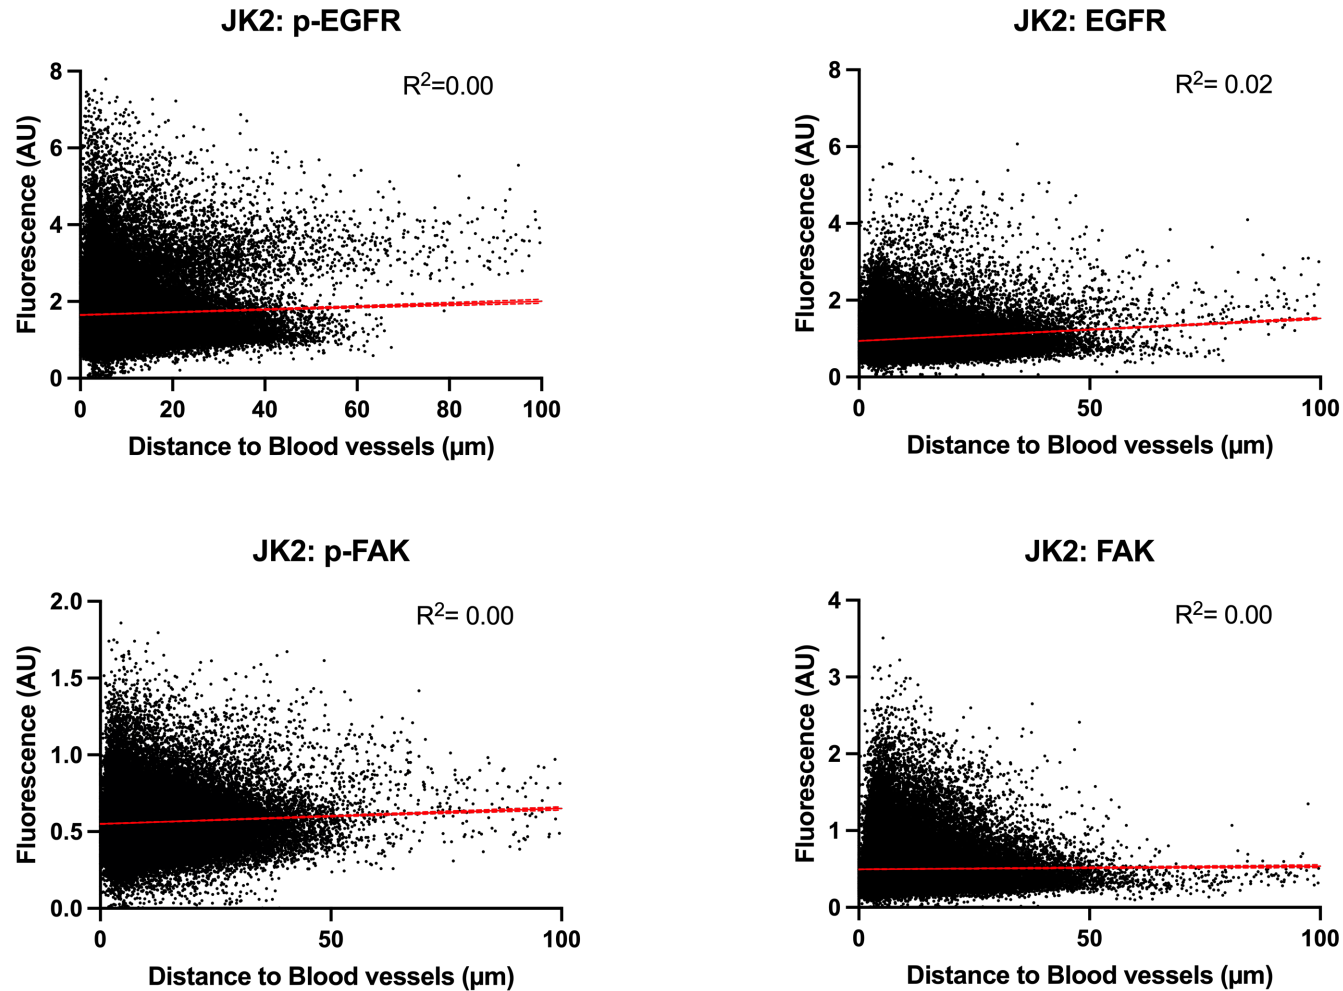 JK2: p-EGFR
R²=0.00
Fluorescence (AU)
8
6
4
2
0
0 20 40 60 80 100
Distance to Blood vessels (µm)
JK2: EGFR
R²= 0.02
Fluorescence (AU)
8
6
4
2
0
0 50 100
Distance to Blood vessels (µm)
JK2: p-FAK
R²= 0.00
Fluorescence (AU)
2.0
1.5
1.0
0.5
0.0
0 50 100
Distance to Blood vessels (µm)
JK2: FAK
R²= 0.00
Fluorescence (AU)
4
3
2
1
0
0 50 100
Distance to Blood vessels (µm)